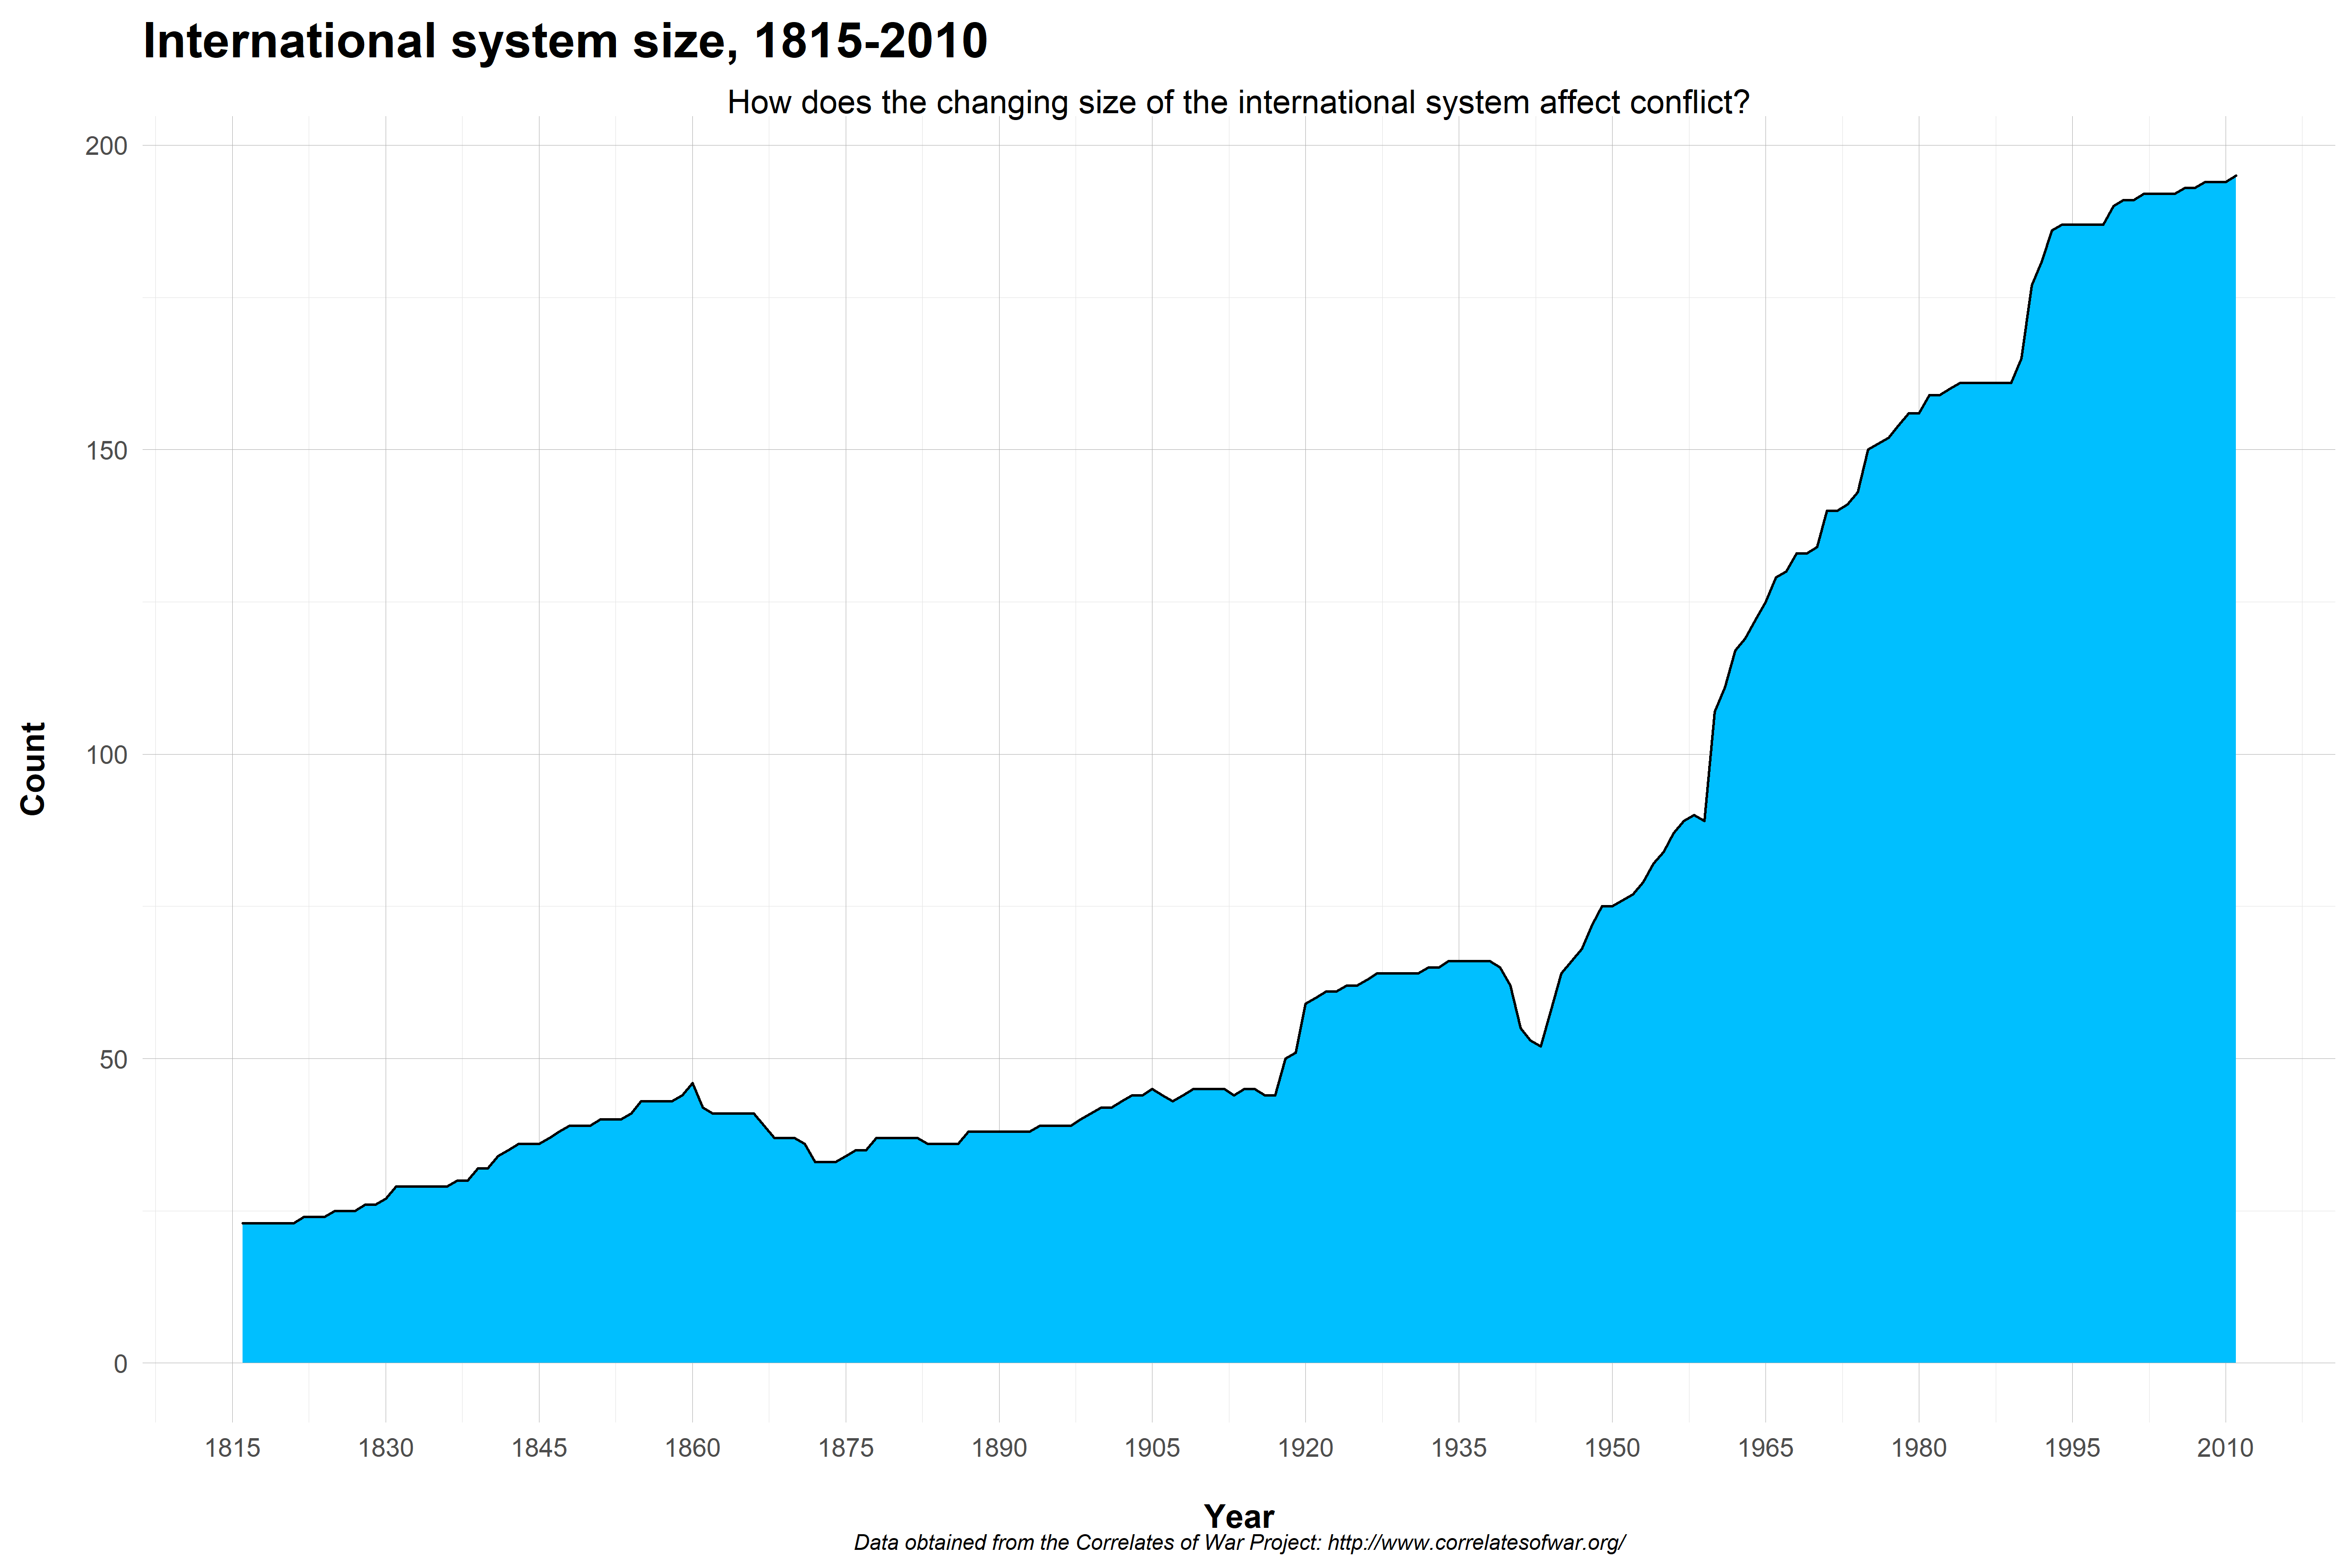 International system size, 1815-2010
How does the changing size of the international system affect conflict?
200
150
100
50
0
Count
1815 1830 1845 1860 1875 1890 1905 1920 1935 1950 1965 1980 1995 2010
Year
Data obtained from the Correlates of War Project: http://www.correlatesofwar.org/